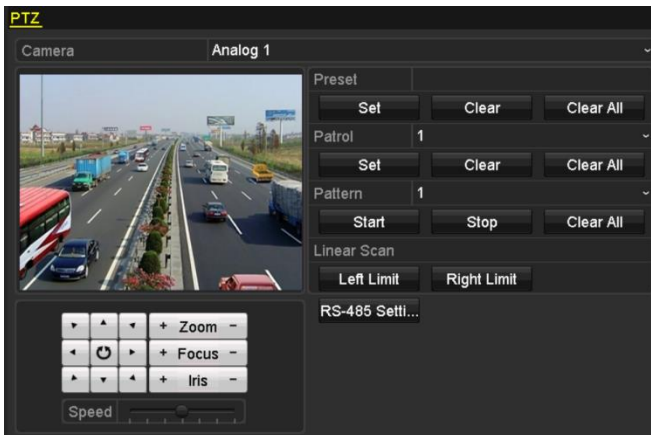 PTZ
Camera Analog 1
Preset
Set Clear Clear All
Patrol 1
Set Clear Clear All
Pattern 1
Start Stop Clear All
Linear Scan
Left Limit Right Limit
RS-485 Setti...
+ Zoom -
+ Focus -
+ Iris -
Speed